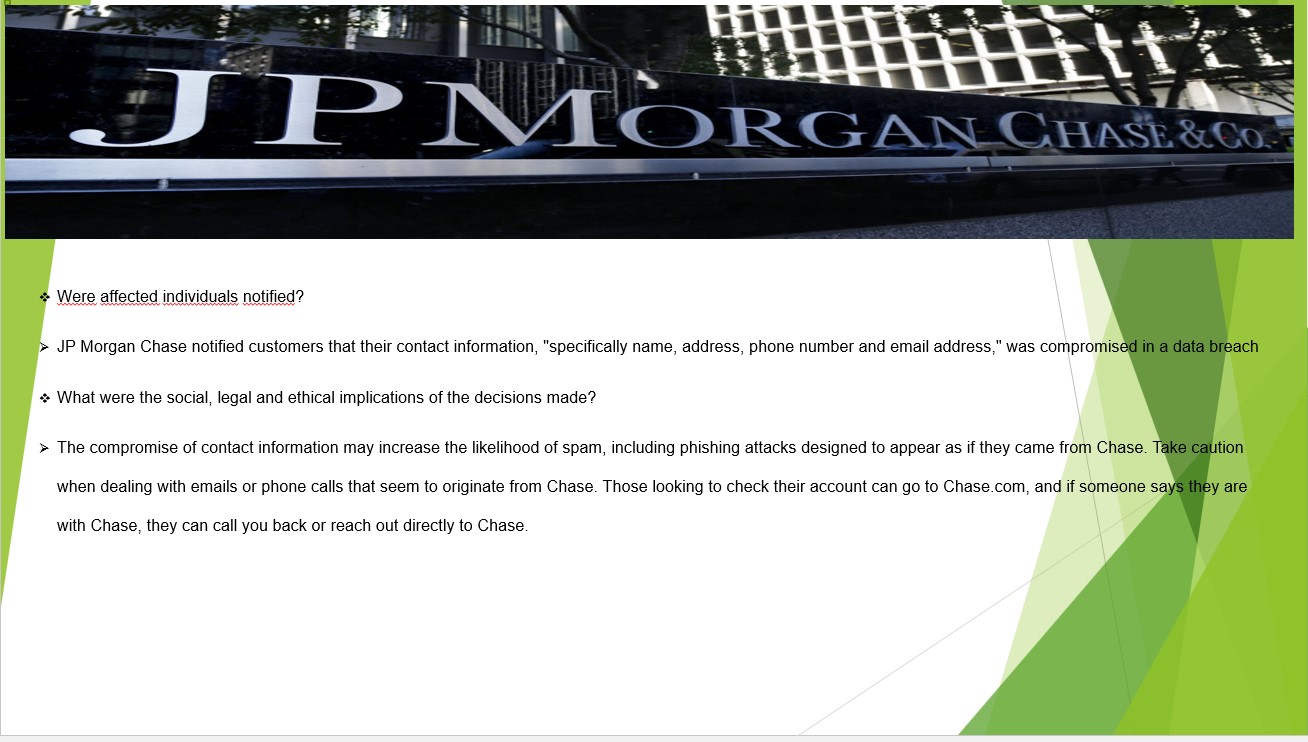 JPMORGAN CHASE & CO.
❖ Were affected individuals notified?
➢ JP Morgan Chase notified customers that their contact information, "specifically name, address, phone number and email address," was compromised in a data breach
❖ What were the social, legal and ethical implications of the decisions made?
➢ The compromise of contact information may increase the likelihood of spam, including phishing attacks designed to appear as if they came from Chase. Take caution
when dealing with emails or phone calls that seem to originate from Chase. Those looking to check their account can go to Chase.com, and if someone says they are
with Chase, they can call you back or reach out directly to Chase.